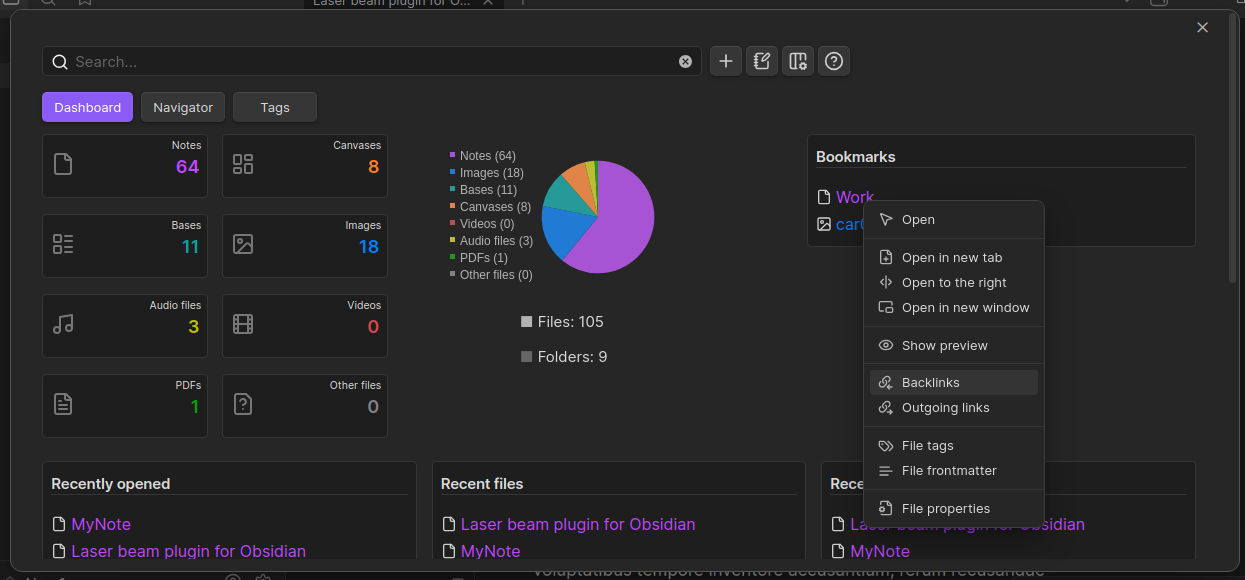 Laser beam plugin for O...
Search...
Dashboard
Navigator
Tags
Notes
64
Canvases
8
Bases
11
Images
18
Audio files
3
Videos
0
PDFs
1
Other files
0
Notes (64)
Images (18)
Bases (11)
Canvases (8)
Videos (0)
Audio files (3)
PDFs (1)
Other files (0)
Files: 105
Folders: 9
Bookmarks
Work
Open
Open in new tab
Open to the right
Open in new window
Show preview
Backlinks
Outgoing links
File tags
File frontmatter
File properties
Recently opened
MyNote
Laser beam plugin for Obsidian
Recent files
Laser beam plugin for Obsidian
MyNote
Laser beam plugin for Obsidian
MyNote
voluptatibus tempore inventore accusantium, rerum recusandae